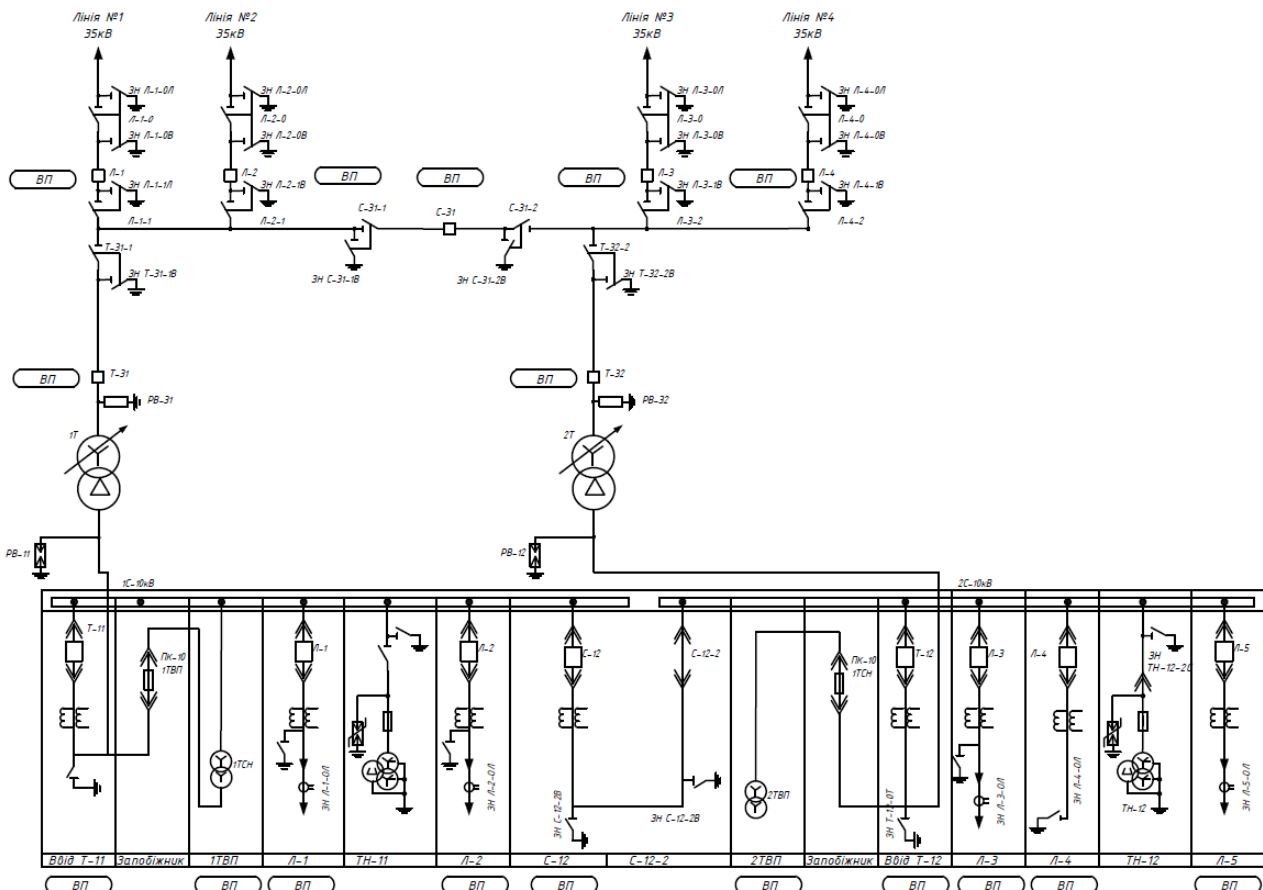 Лінія №1
35кВ
Лінія №2
35кВ
Лінія №3
35кВ
Лінія №4
35кВ
ЗН Л-1-0Л
Л-1-0
ЗН Л-1-0В
ЗН Л-2-0Л
Л-2-0
ЗН Л-2-0В
ЗН Л-3-0Л
Л-3-0
ЗН Л-3-0В
ЗН Л-4-0Л
Л-4-0
ЗН Л-4-0В
ВП
Л-1
ЗН Л-1-1Л
Л-1-1
Л-2
ЗН Л-2-1В
Л-2-1
ВП
ВП
ВП
Л-3
ЗН Л-3-1В
Л-3-2
ВП
Л-4
ЗН Л-4-1В
Л-4-2
С-31-1
С-31
С-31-2
ЗН С-31-1В
ЗН С-31-2В
Т-31-1
ЗН Т-31-1В
Т-32-2
ЗН Т-32-2В
ВП
Т-31
РВ-31
1Т
ВП
Т-32
РВ-32
2Т
РВ-11
РВ-12
1С-10кВ
2С-10кВ
Т-11
ПК-10
1ТВП
1ТСН
Л-1
ЗН Л-1-0Л
Л-2
ЗН Л-2-0Л
С-12
ЗН С-12-2В
С-12-2
ЗН С-12-2В
2ТВП
ПК-10
1ТСН
Т-12
ЗН Т-12-0Т
Л-3
ЗН Л-3-0Л
Л-4
ЗН Л-4-0Л
ЗН
ТН-12-2С
ТН-12
Л-5
ЗН Л-5-0Л
Ввід Т-11
Запобіжник
1ТВП
Л-1
ТН-11
Л-2
С-12
С-12-2
2ТВП
Запобіжник
Ввід Т-12
Л-3
Л-4
ТН-12
Л-5
ВП
ВП
ВП
ВП
ВП
ВП
ВП
ВП
ВП
ВП